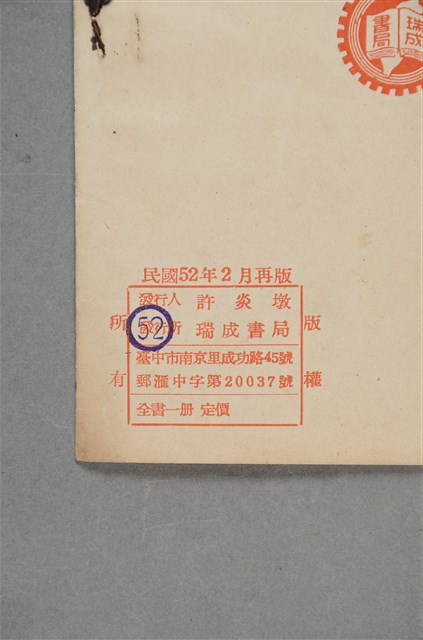 瑞成
書局
民國52年2月再版
版權所有
發行人 許炎墩
發行所 瑞成書局
臺中市南京里成功路45號
郵滙中字第20037號
全書一册 定價
52